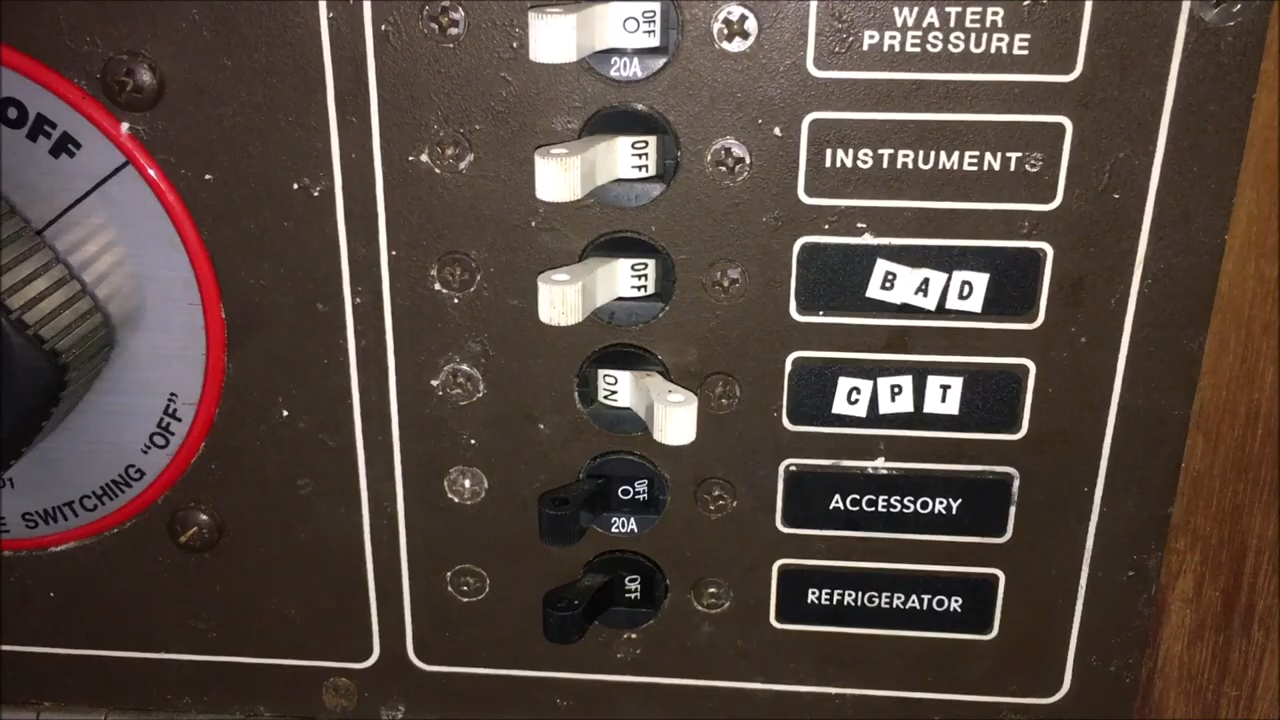 OFF
E SWITCHING "OFF"
OFF
20A
WATER
PRESSURE
OFF
INSTRUMENTS
OFF
BAD
ON
CPT
OFF
20A
ACCESSORY
OFF
REFRIGERATOR